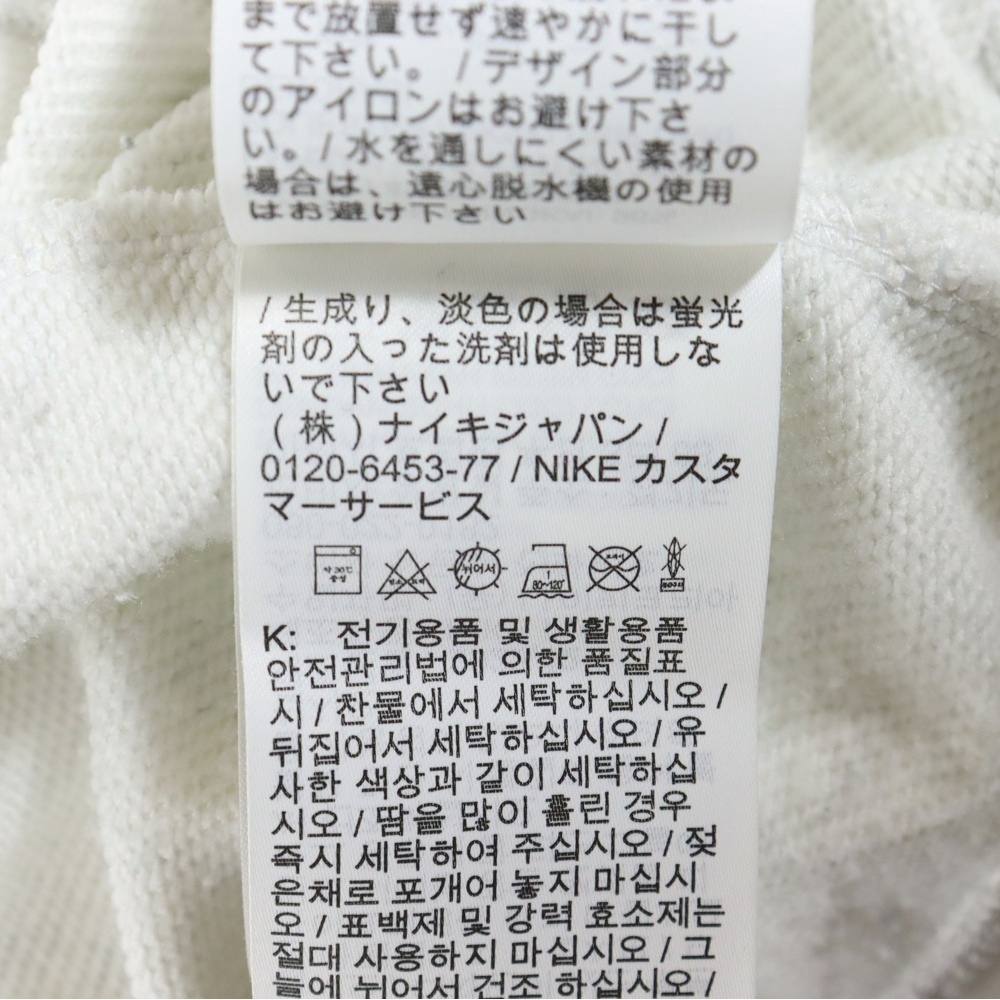 まで放置せず速やかに干し
て下さい。 / デザイン部分
のアイロンはお避け下さ
い。/ 水を通しにくい素材の
場合は、遠心脱水機の使用
はお避け下さい
/ 生成り、淡色の場合は蛍光
剤の入った洗剤は使用しな
いで下さい
( 株 ) ナイキジャパン /
0120-6453-77 / NIKE カスタ
マーサービス
약 30℃ 중성 뉘어서 1 80~120°
K: 전기용품 및 생활용품
안전관리법에 의한 품질표
시 / 찬물에서 세탁하십시오 /
뒤집어서 세탁하십시오 / 유
사한 색상과 같이 세탁하십
시오 / 땀을 많이 흘린 경우
즉시 세탁하여 주십시오 / 젖
은채로 포개어 놓지 마십시
오 / 표백제 및 강력 효소제는
절대 사용하지 마십시오 / 그
늘에 뉘어서 건조 하십시오 /